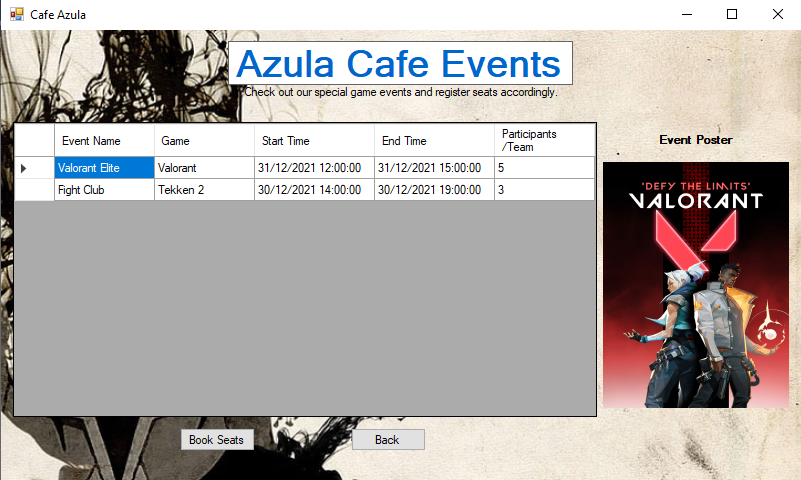 Cafe Azula
Azula Cafe Events
Check out our special game events and register seats accordingly.
Event Name Game Start Time End Time Participants
/Team
Valorant Elite Valorant 31/12/2021 12:00:00 31/12/2021 15:00:00 5
Fight Club Tekken 2 30/12/2021 14:00:00 30/12/2021 19:00:00 3
Event Poster
'DEFY THE LIMITS'
VALORANT
Book Seats Back